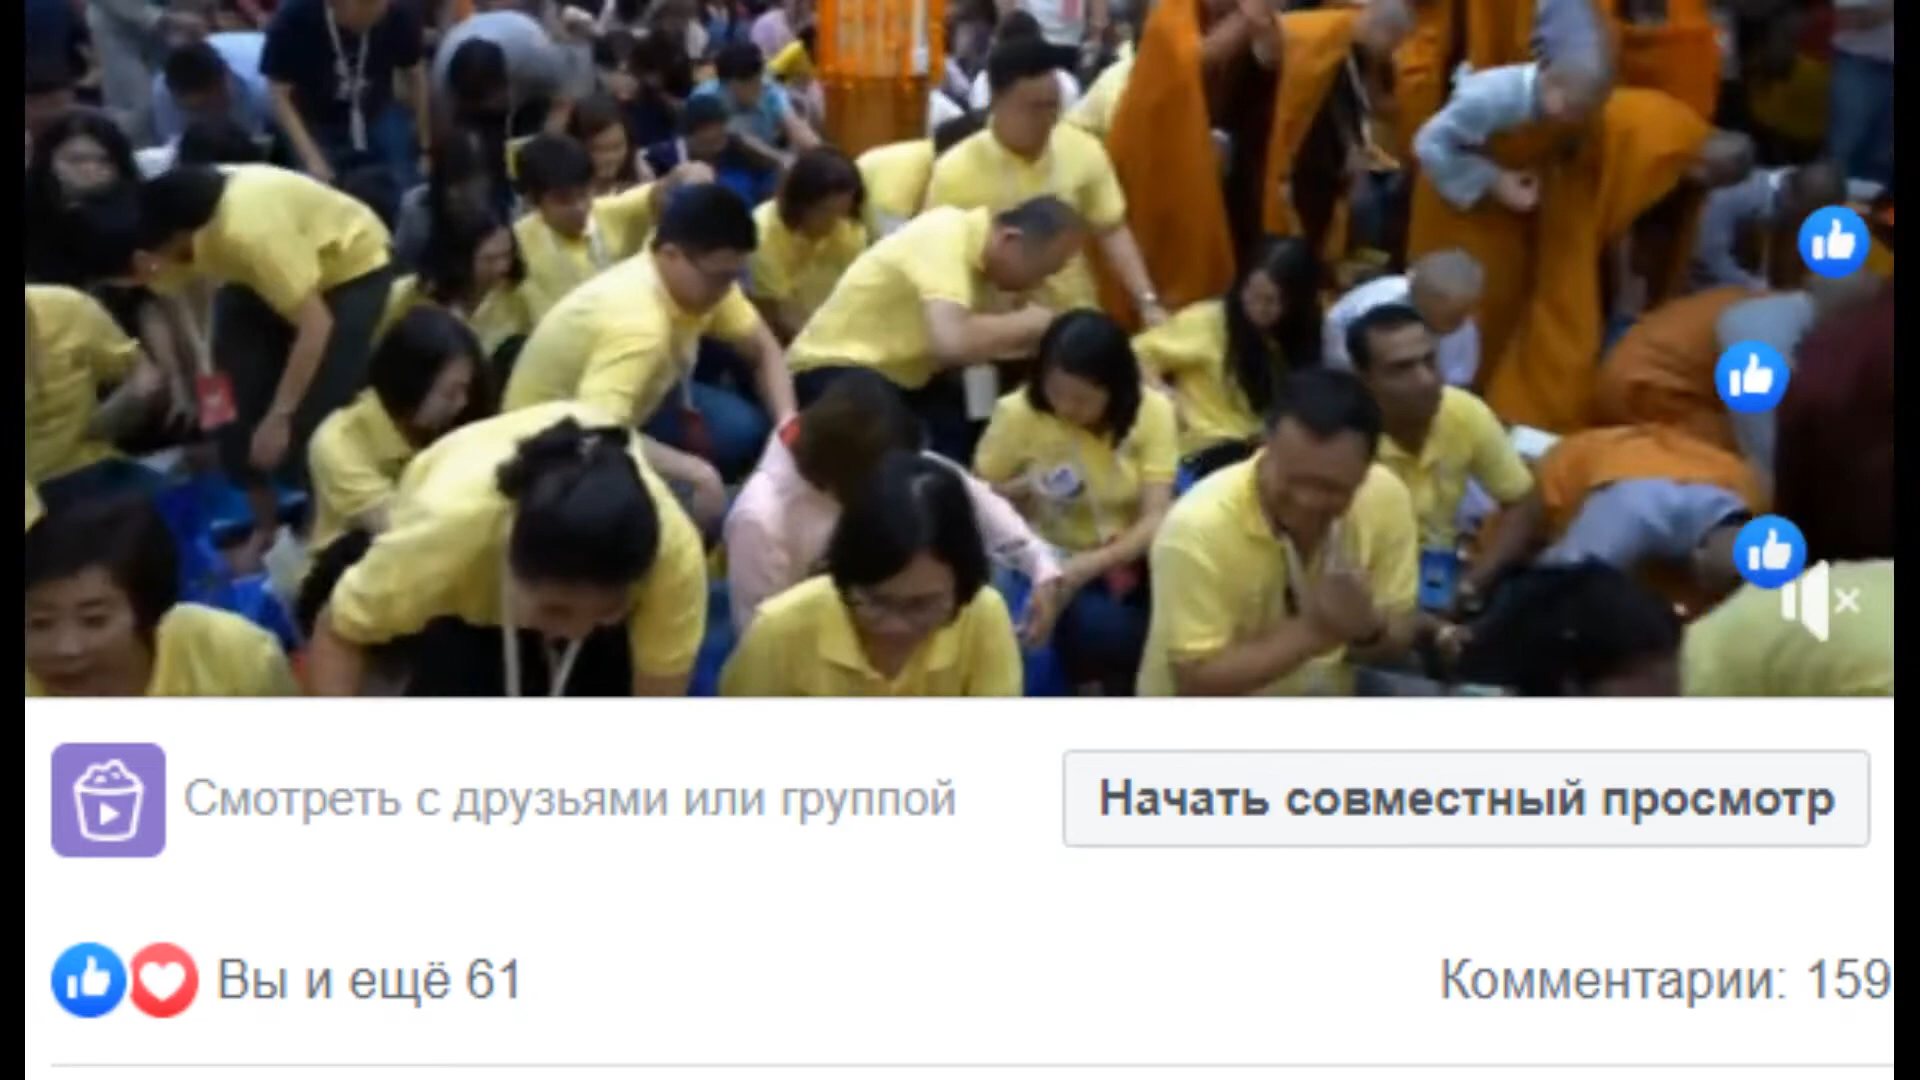 Смотреть с друзьями или группой
Начать совместный просмотр
Вы и ещё 61
Комментарии: 159